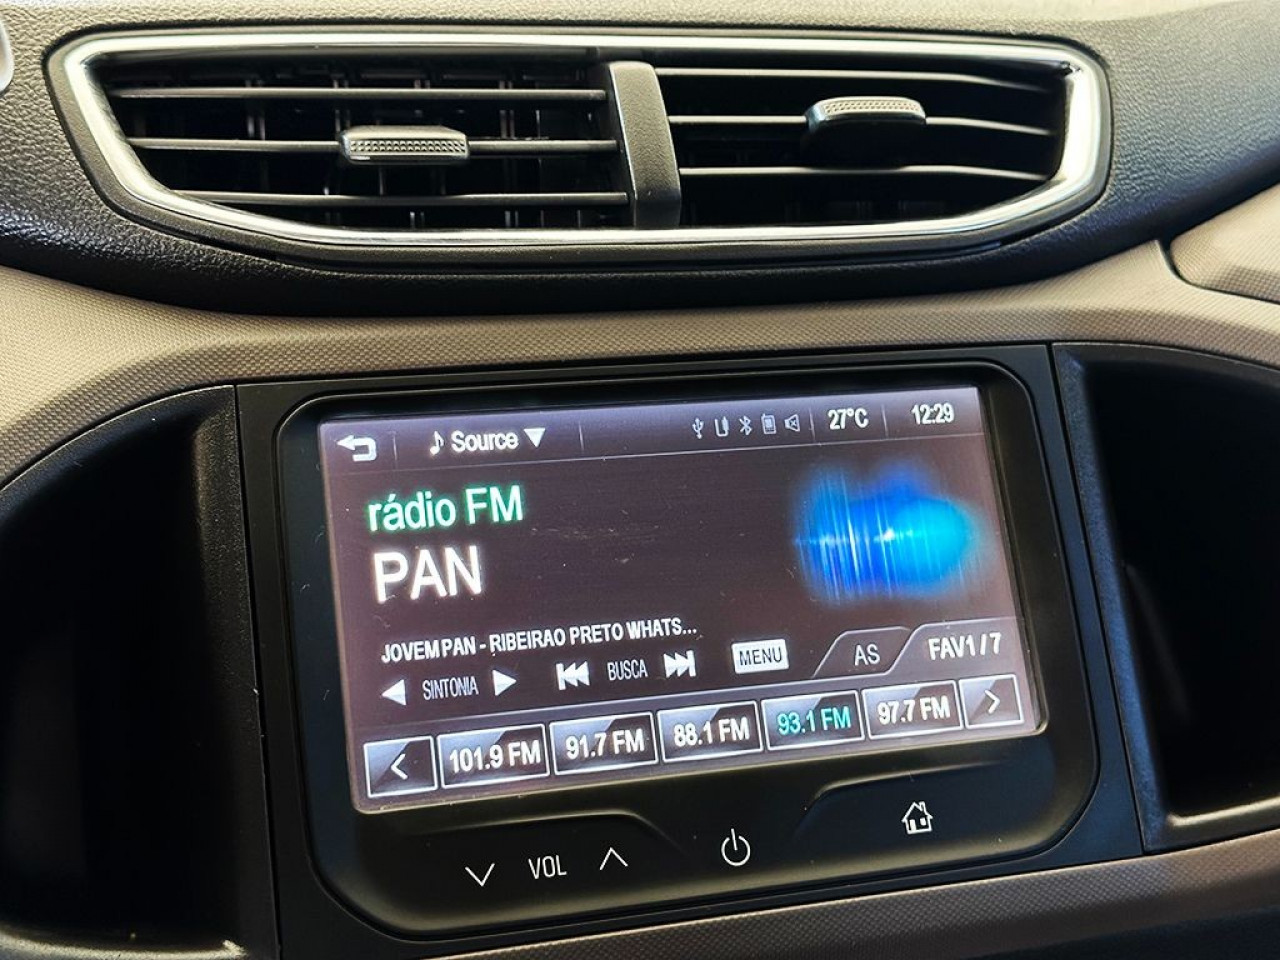 Source 27°C 12:29
rádio FM
PAN
JOVEM PAN - RIBEIRAO PRETO WHATS...
SINTONIA BUSCA MENU AS FAV1/7
101.9 FM 91.7 FM 88.1 FM 93.1 FM 97.7 FM
VOL